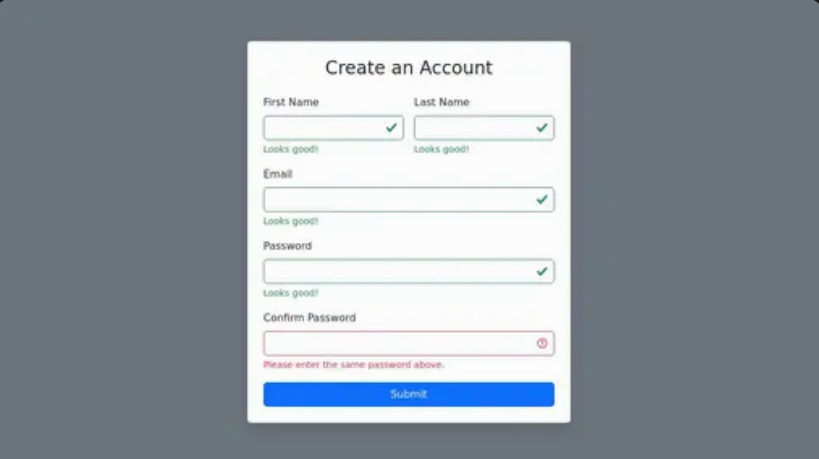 Create an Account
First Name Last Name
Looks good! Looks good!
Email
Looks good!
Password
Looks good!
Confirm Password
Please enter the same password above.
Submit